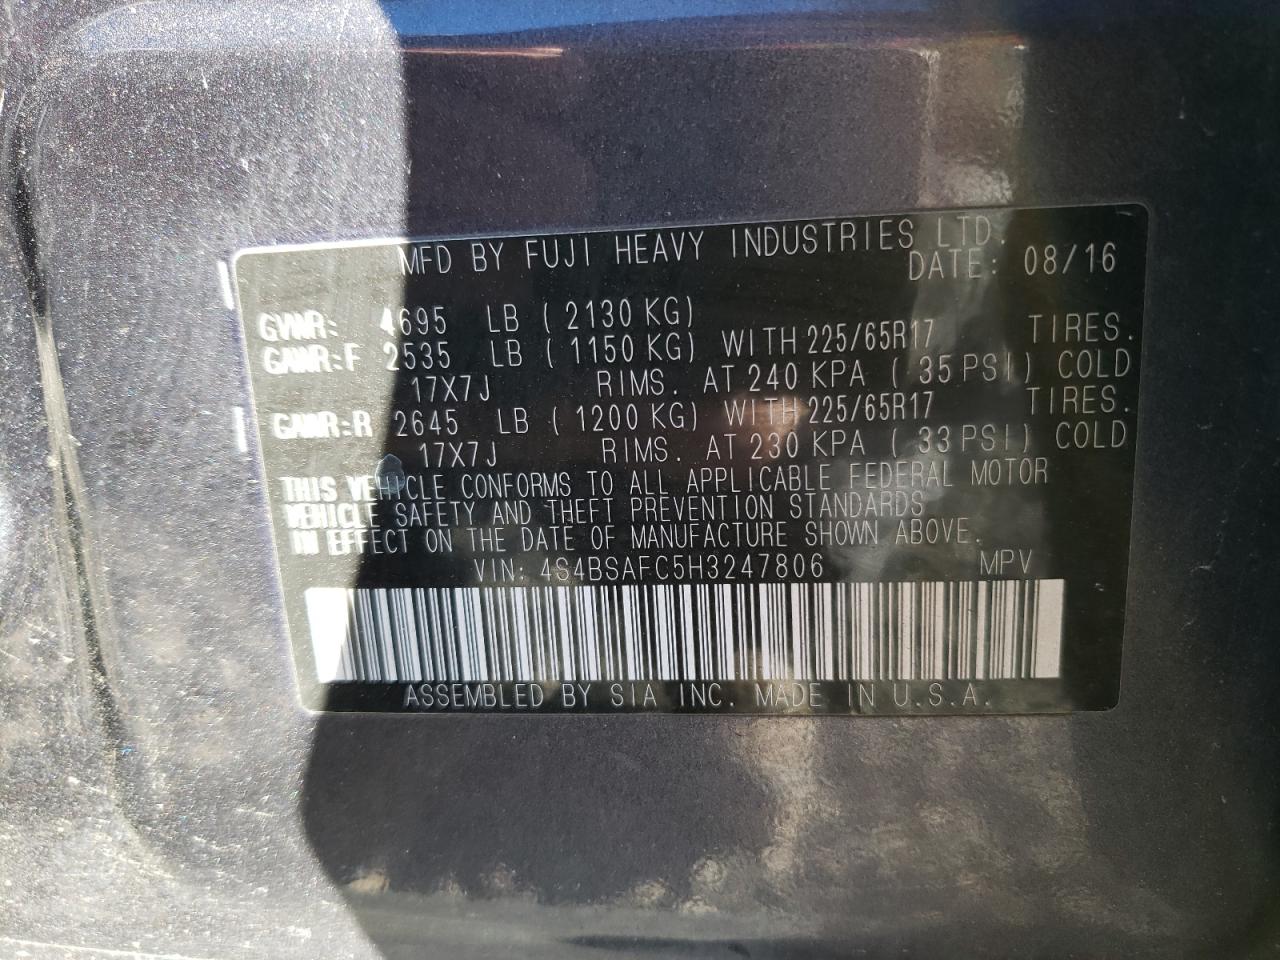 MFD BY FUJI HEAVY INDUSTRIES LTD.
DATE: 08/16
GVWR: 4695 LB ( 2130 KG)
GAWR:F 2535 LB ( 1150 KG) WITH 225/65R17 TIRES.
17X7J RIMS. AT 240 KPA ( 35 PSI) COLD
GAWR:R 2645 LB ( 1200 KG) WITH 225/65R17 TIRES.
17X7J RIMS. AT 230 KPA ( 33 PSI) COLD
THIS VEHICLE CONFORMS TO ALL APPLICABLE FEDERAL MOTOR
VEHICLE SAFETY AND THEFT PREVENTION STANDARDS
IN EFFECT ON THE DATE OF MANUFACTURE SHOWN ABOVE.
VIN: 4S4BSAFC5H3247806 MPV
ASSEMBLED BY SIA INC. MADE IN U.S.A.